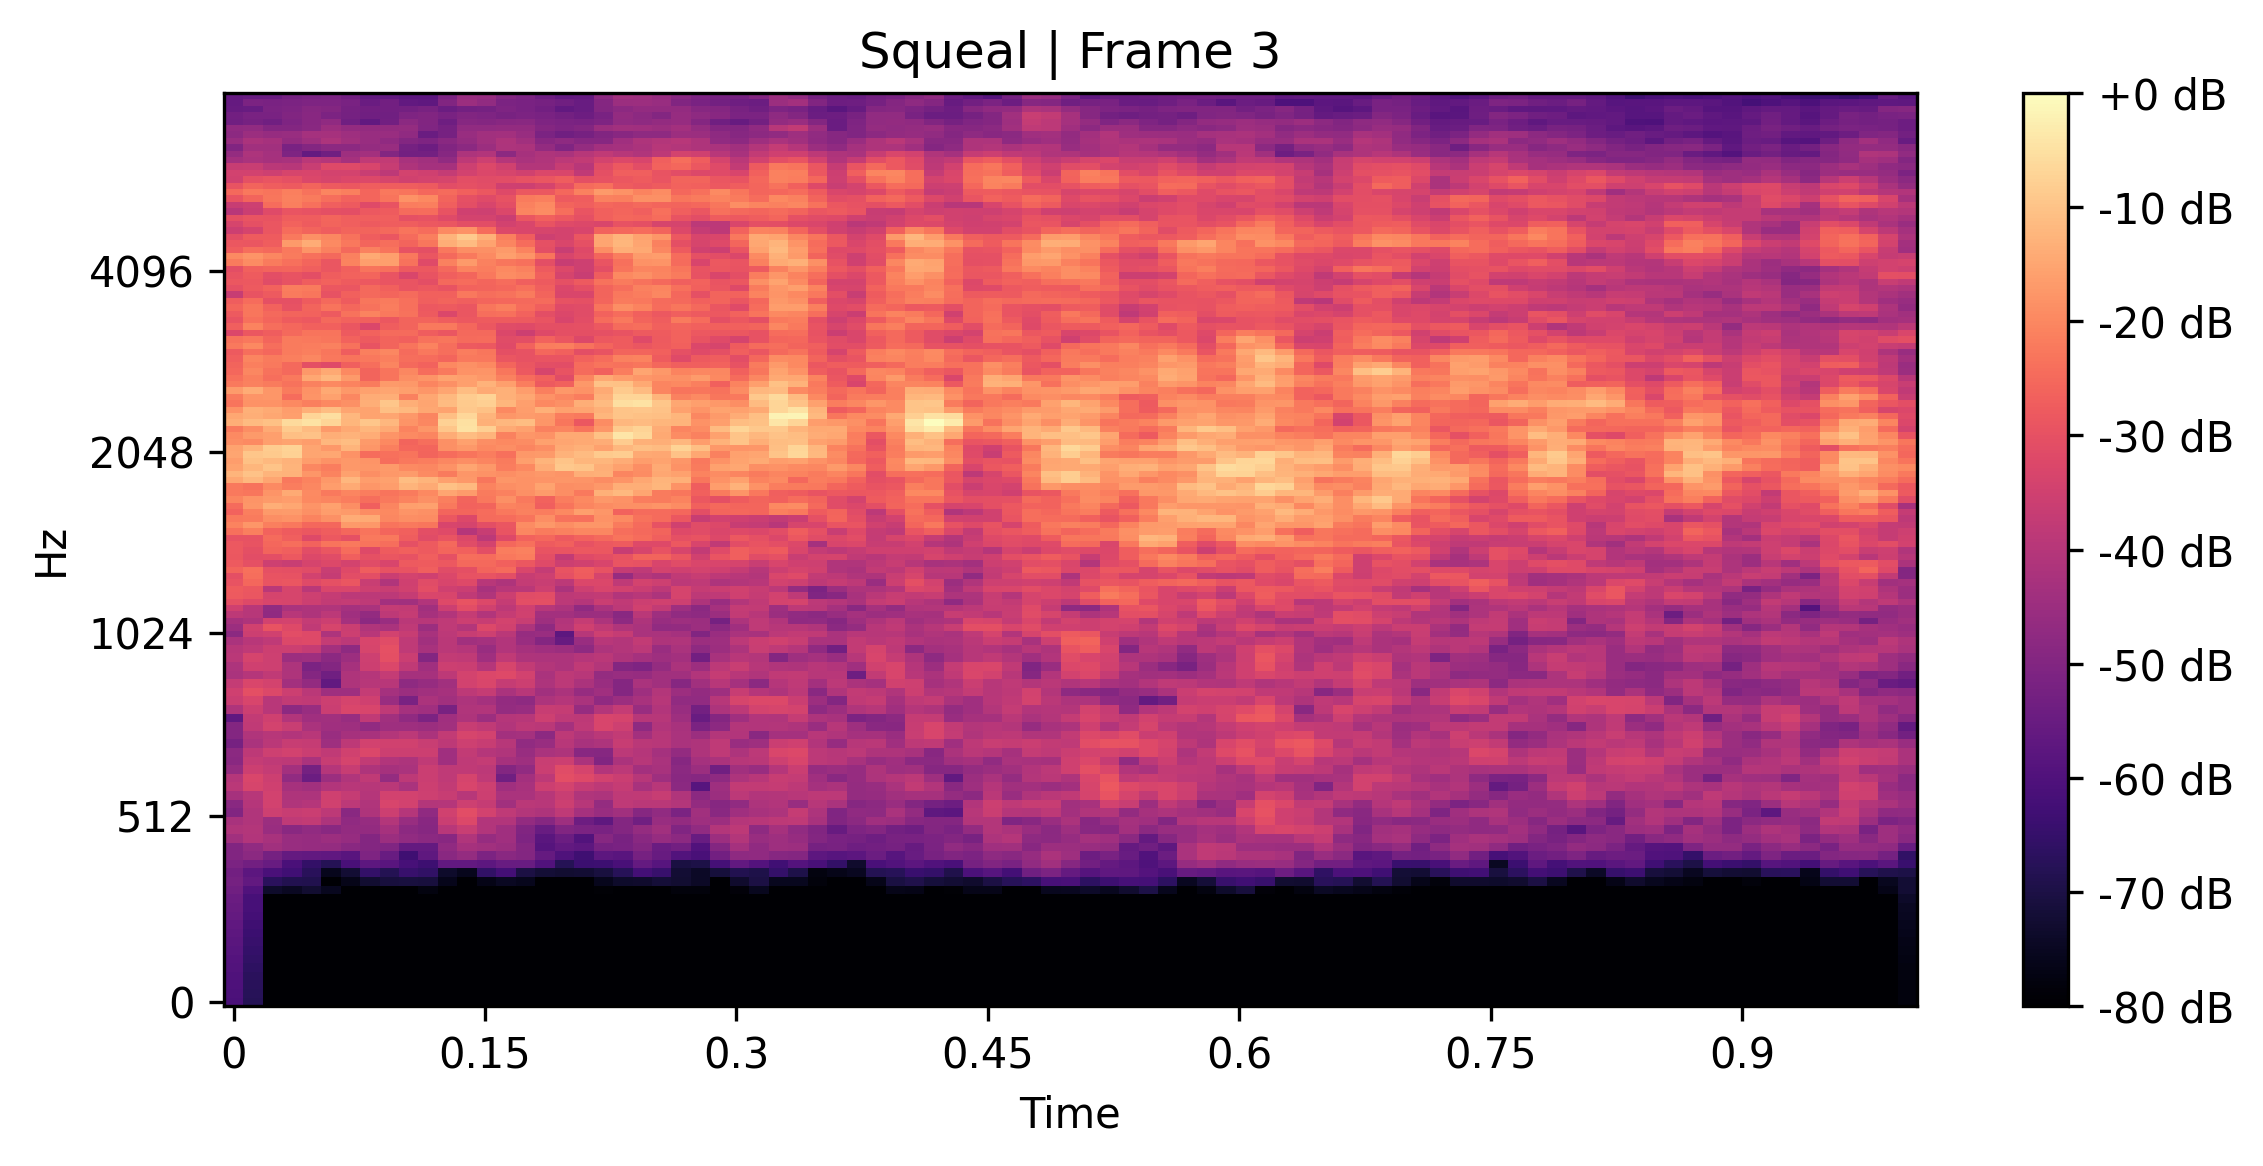 Squeal | Frame 3
+0 dB
-10 dB
-20 dB
-30 dB
-40 dB
-50 dB
-60 dB
-70 dB
-80 dB
4096
2048
1024
512
0
Hz
0 0.15 0.3 0.45 0.6 0.75 0.9
Time